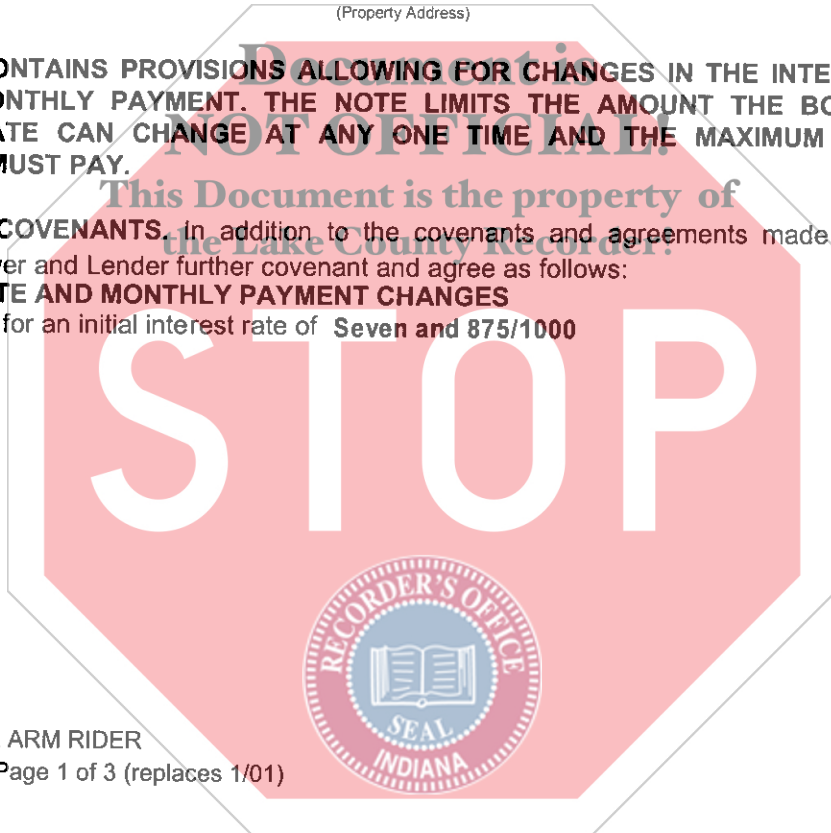 (Property Address)
Document is
ONTAINS PROVISIONS ALLOWING FOR CHANGES IN THE INTE
ONTHLY PAYMENT. THE NOTE LIMITS THE AMOUNT THE BO
NOT OFFICIAL!
ATE CAN CHANGE AT ANY ONE TIME AND THE MAXIMUM
MUST PAY.
This Document is the property of
COVENANTS. In addition to the covenants and agreements made
the Lake County Recorder!
er and Lender further covenant and agree as follows:
TE AND MONTHLY PAYMENT CHANGES
for an initial interest rate of Seven and 875/1000
STOP
RECORDER'S OFFICE
SEAL
INDIANA
ARM RIDER
Page 1 of 3 (replaces 1/01)